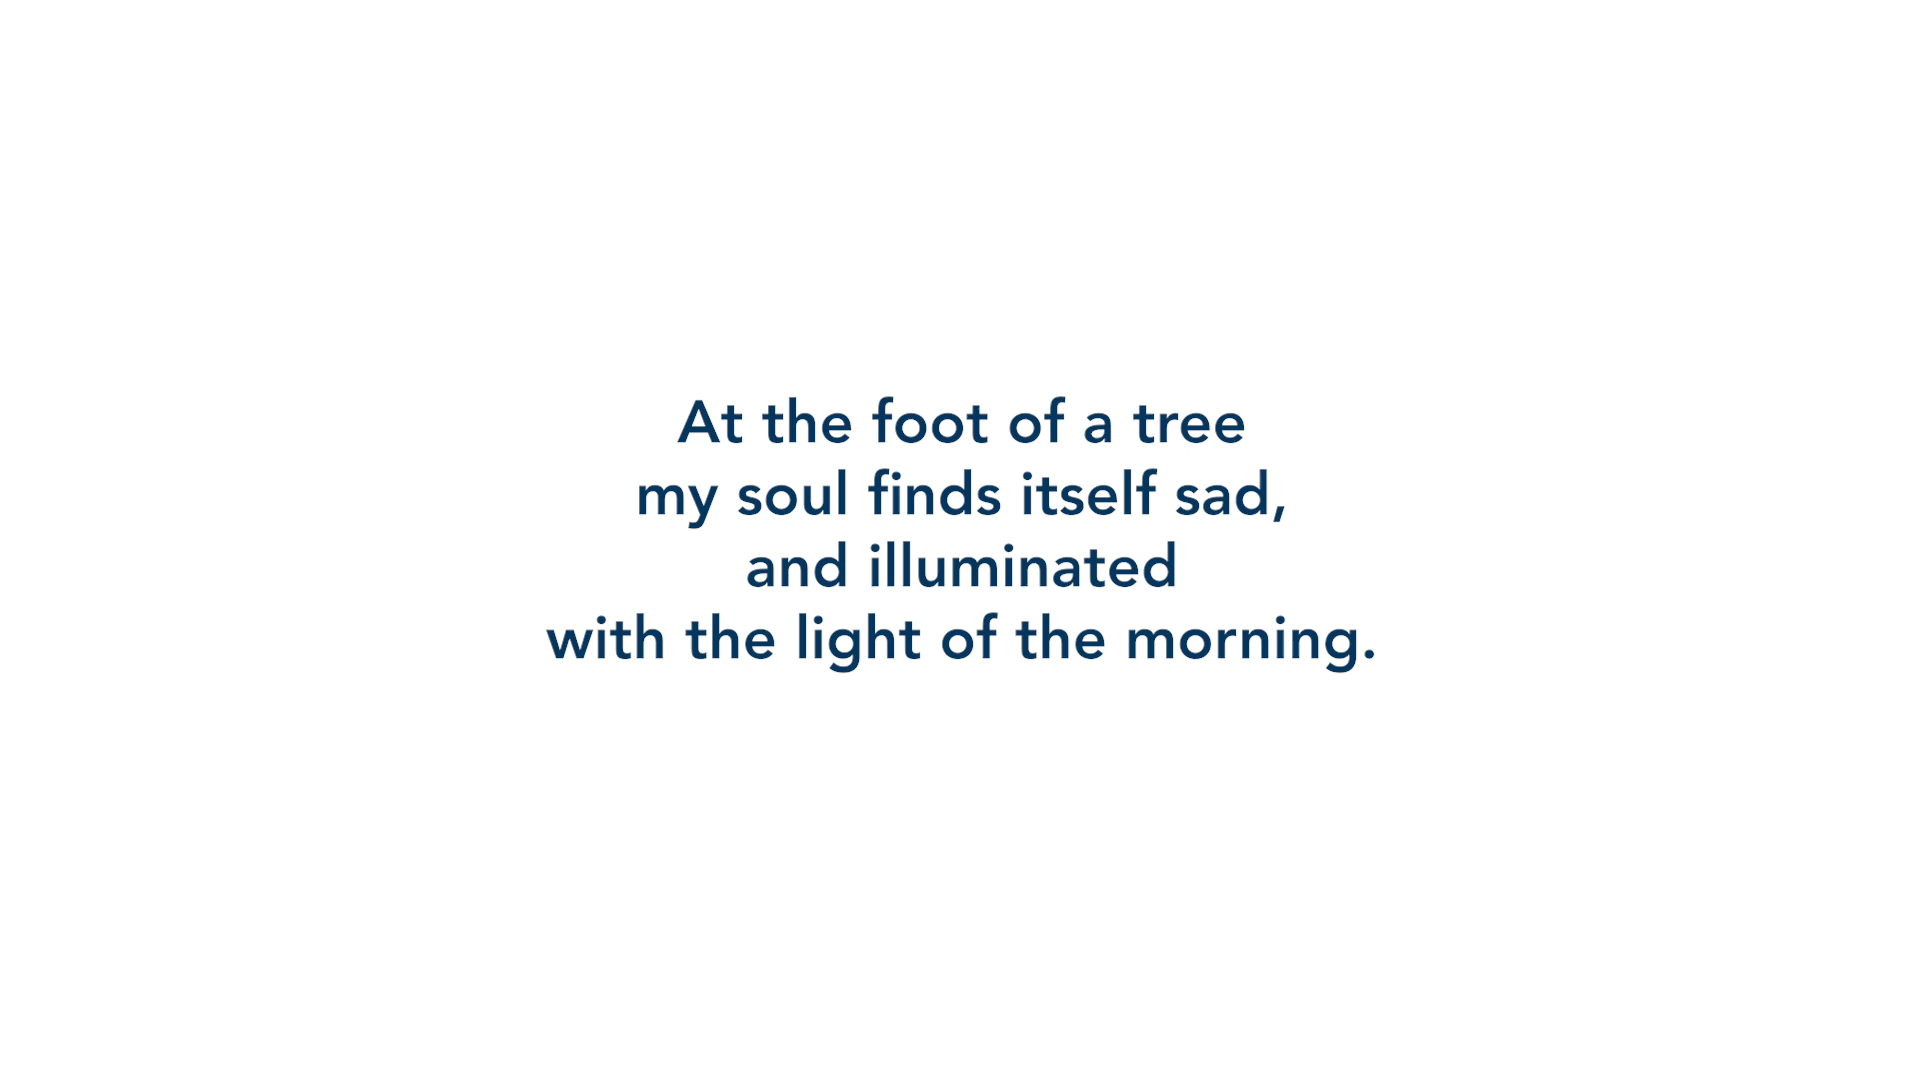 At the foot of a tree
my soul finds itself sad,
and illuminated
with the light of the morning.